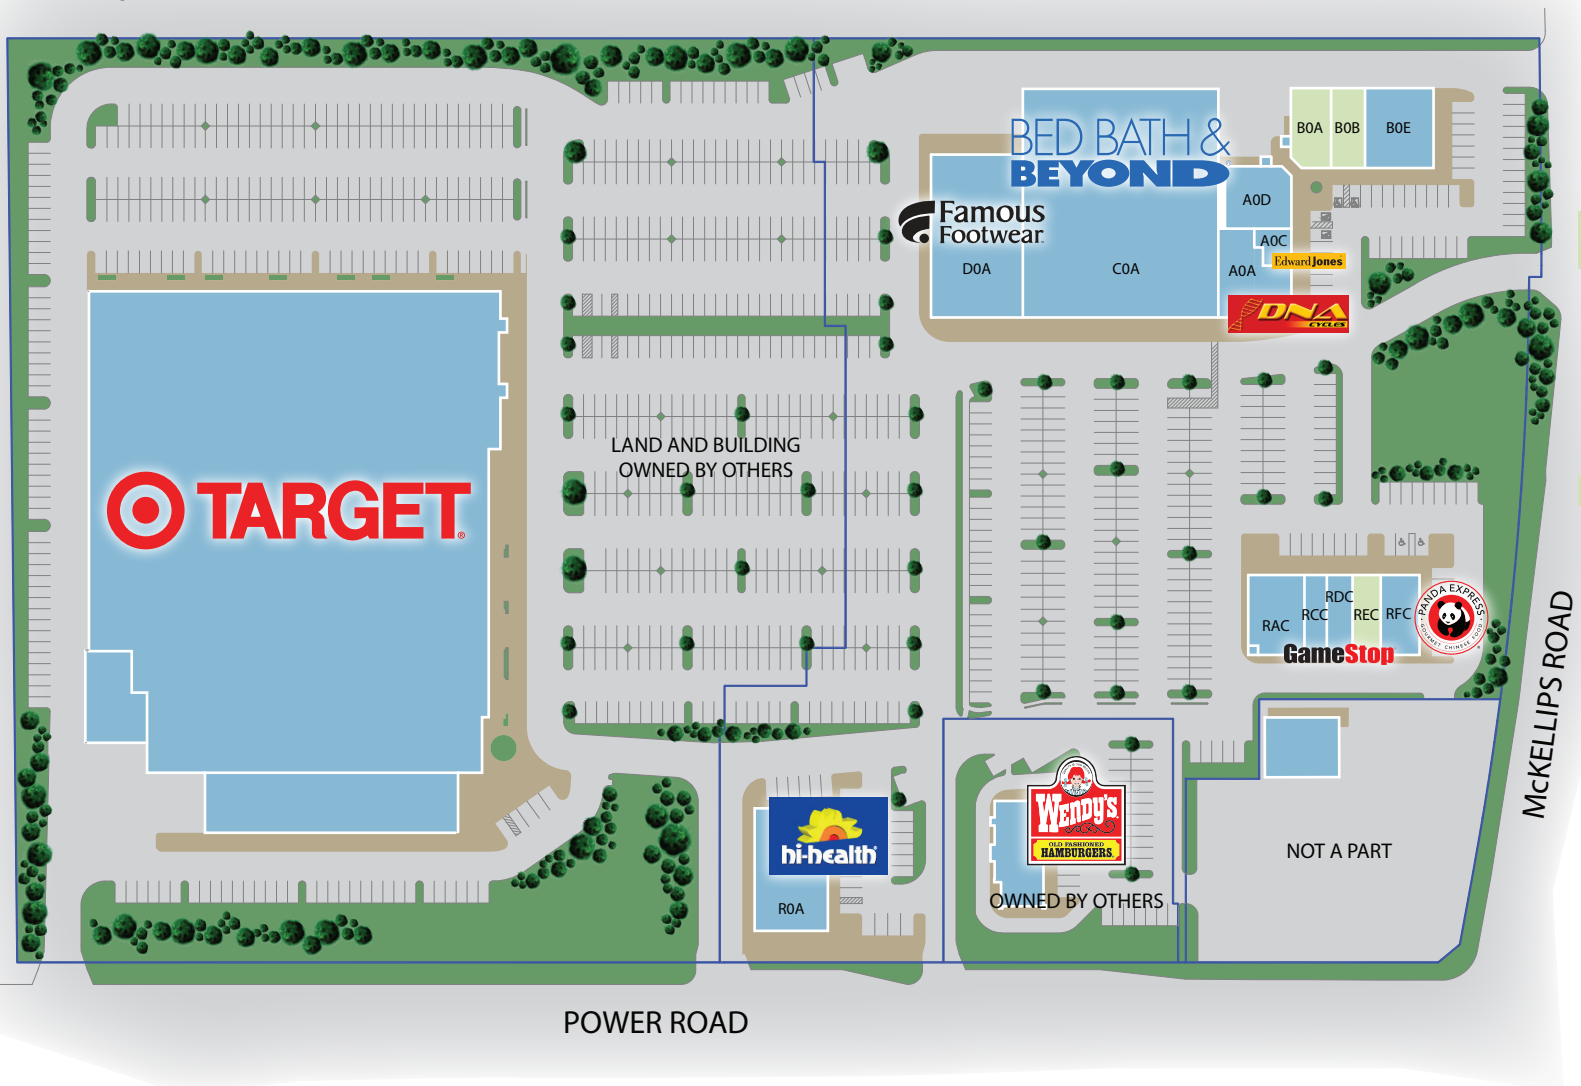 BED BATH &
BEYOND
B0A
B0B
B0E
Famous
Footwear
A0D
A0C
Edward Jones
A0A
D0A
C0A
DNA
CYCLES
LAND AND BUILDING
OWNED BY OTHERS
TARGET
RAC
RCC
RDC
REC
RFC
PANDA EXPRESS
GOURMET CHINESE FOOD
GameStop
McKELLIPS ROAD
hi-health
R0A
WENDY'S
OLD FASHIONED
HAMBURGERS
OWNED BY OTHERS
NOT A PART
POWER ROAD